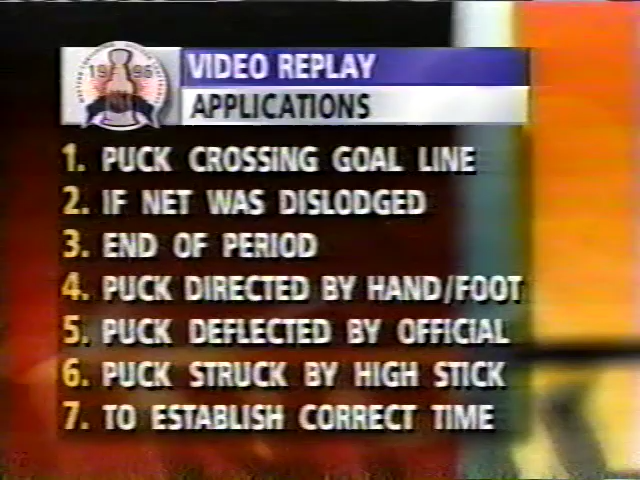 19 96
VIDEO REPLAY
APPLICATIONS
1. PUCK CROSSING GOAL LINE
2. IF NET WAS DISLODGED
3. END OF PERIOD
4. PUCK DIRECTED BY HAND/FOOT
5. PUCK DEFLECTED BY OFFICIAL
6. PUCK STRUCK BY HIGH STICK
7. TO ESTABLISH CORRECT TIME